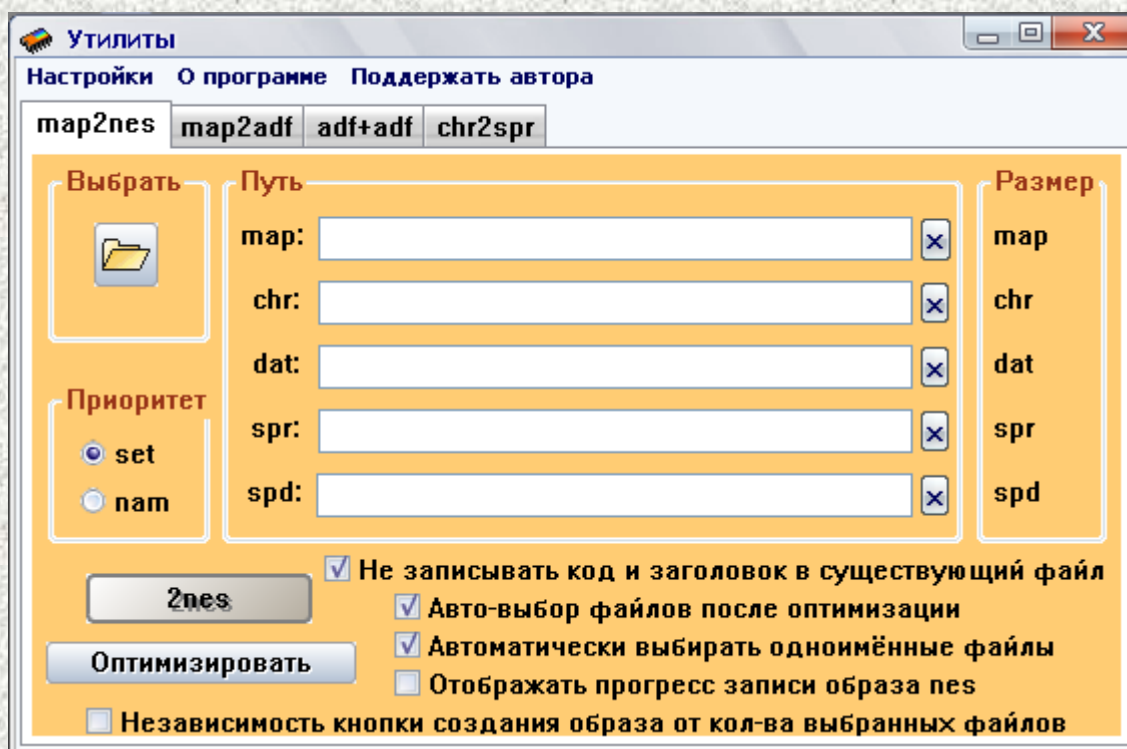 Утилиты
Настройки О программе Поддержать автора
map2nes map2adf adf+adf chr2spr
Выбрать
Путь
Размер
map:
map
chr:
chr
dat:
dat
Приоритет
spr:
spr
set
nam
spd:
spd
Не записывать код и заголовок в существующий файл
2nes
Авто-выбор файлов после оптимизации
Автоматически выбирать одноимённые файлы
Оптимизировать
Отображать прогресс записи образа nes
Независимость кнопки создания образа от кол-ва выбранных файлов